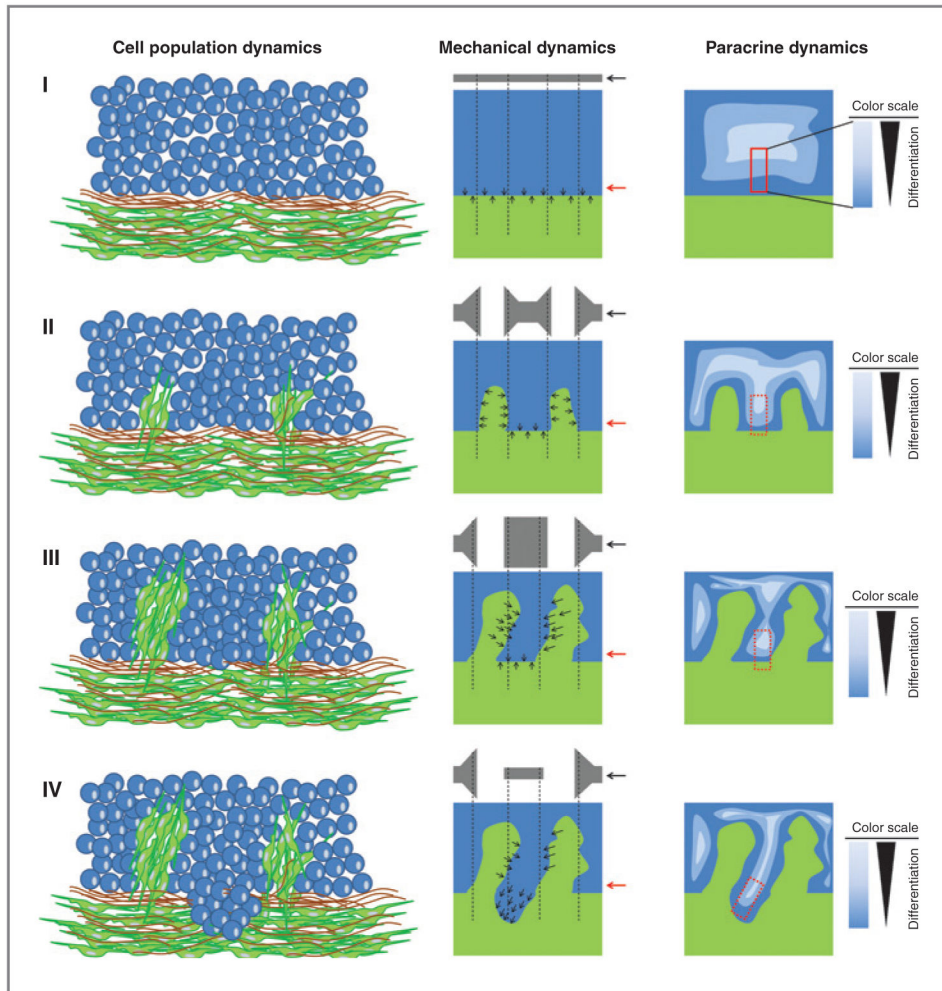 Cell population dynamics
Mechanical dynamics
Paracrine dynamics
I
Color scale
Differentiation
II
Color scale
Differentiation
III
Color scale
Differentiation
IV
Color scale
Differentiation